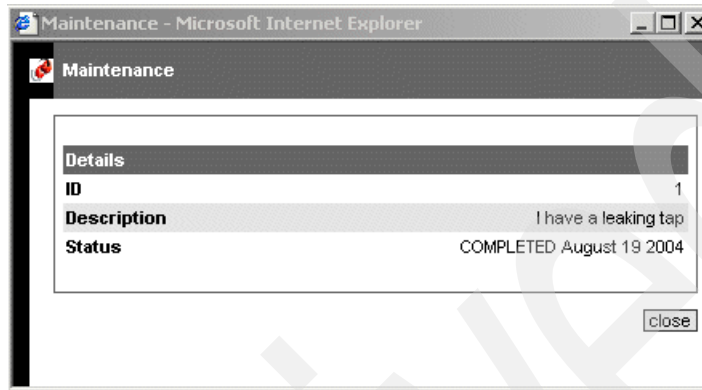 Maintenance - Microsoft Internet Explorer
Maintenance
Details
ID 1
Description I have a leaking tap
Status COMPLETED August 19 2004
close